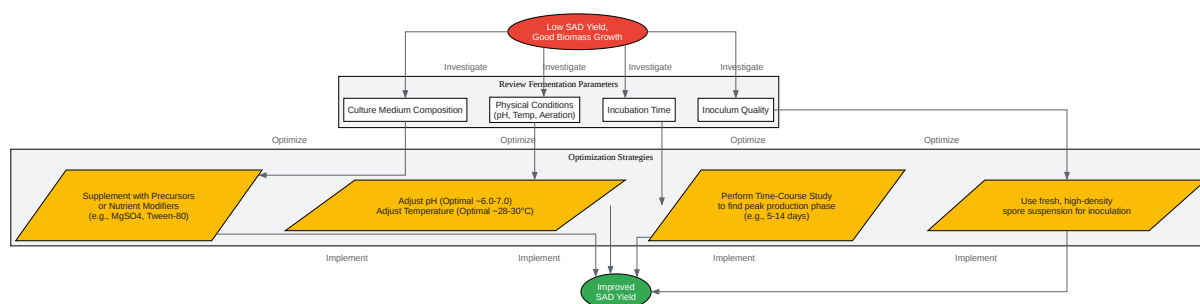 Low SAD Yield,
Good Biomass Growth
Investigate
Investigate
Investigate
Investigate
Review Fermentation Parameters
Culture Medium Composition
Physical Conditions
(pH, Temp, Aeration)
Incubation Time
Inoculum Quality
Optimize
Optimize
Optimize
Optimize
Optimization Strategies
Supplement with Precursors
or Nutrient Modifiers
(e.g., MgSO4, Tween-80)
Adjust pH (Optimal ~6.0-7.0)
Adjust Temperature (Optimal ~28-30°C)
Perform Time-Course Study
to find peak production phase
(e.g., 5-14 days)
Use fresh, high-density
spore suspension for inoculation
Implement
Implement
Implement
Implement
Improved
SAD Yield